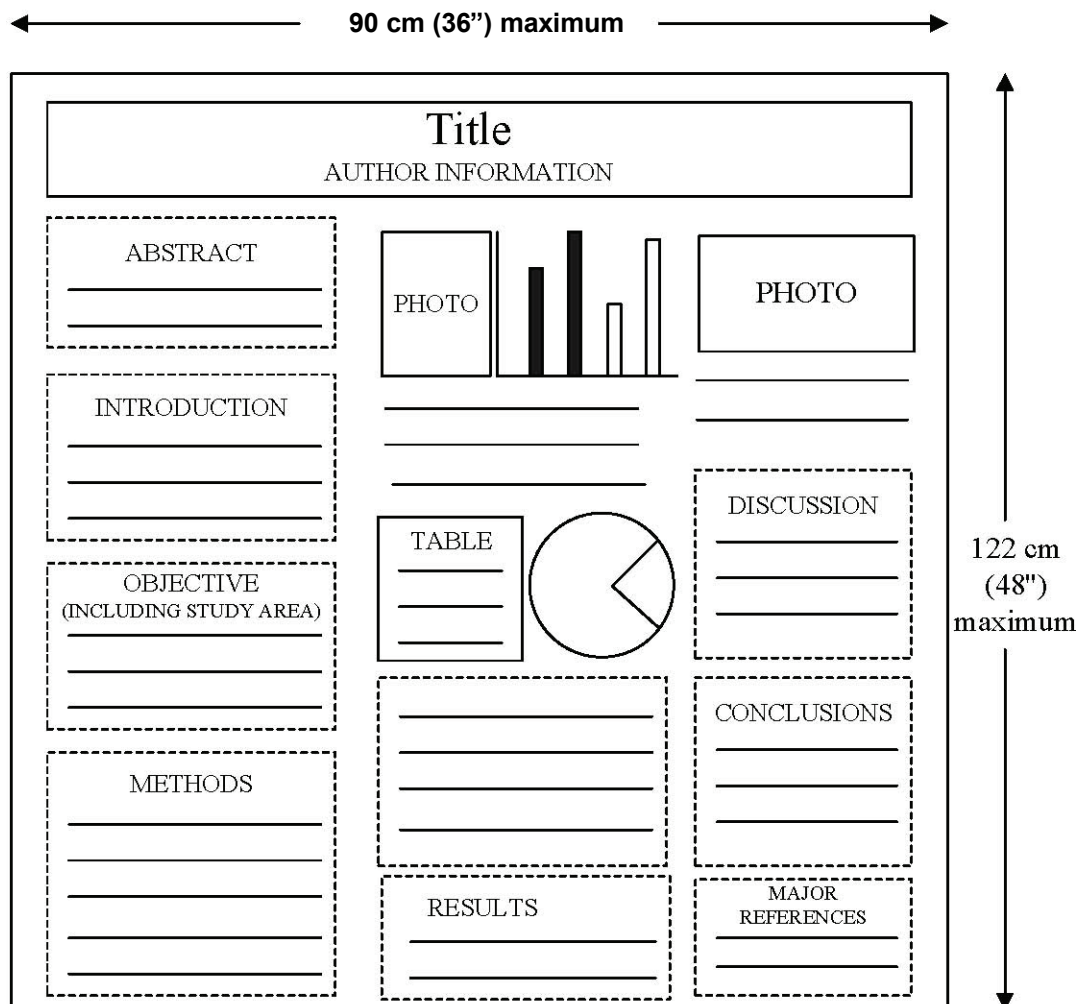 90 cm (36”) maximum
Title
AUTHOR INFORMATION
ABSTRACT
INTRODUCTION
OBJECTIVE
(INCLUDING STUDY AREA)
METHODS
PHOTO
TABLE
RESULTS
PHOTO
DISCUSSION
CONCLUSIONS
MAJOR
REFERENCES
122 cm
(48")
maximum